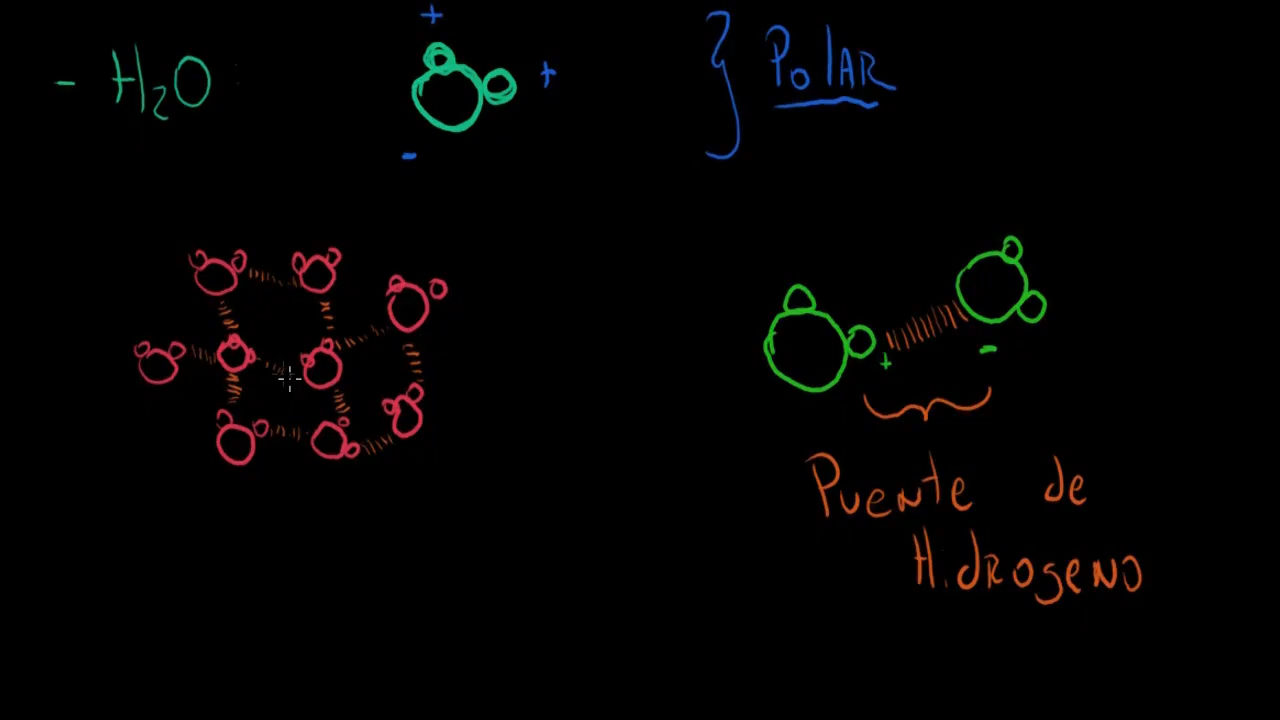 - H₂O
+
+
-
} Polar
+
-
Puente de
Hidrogeno